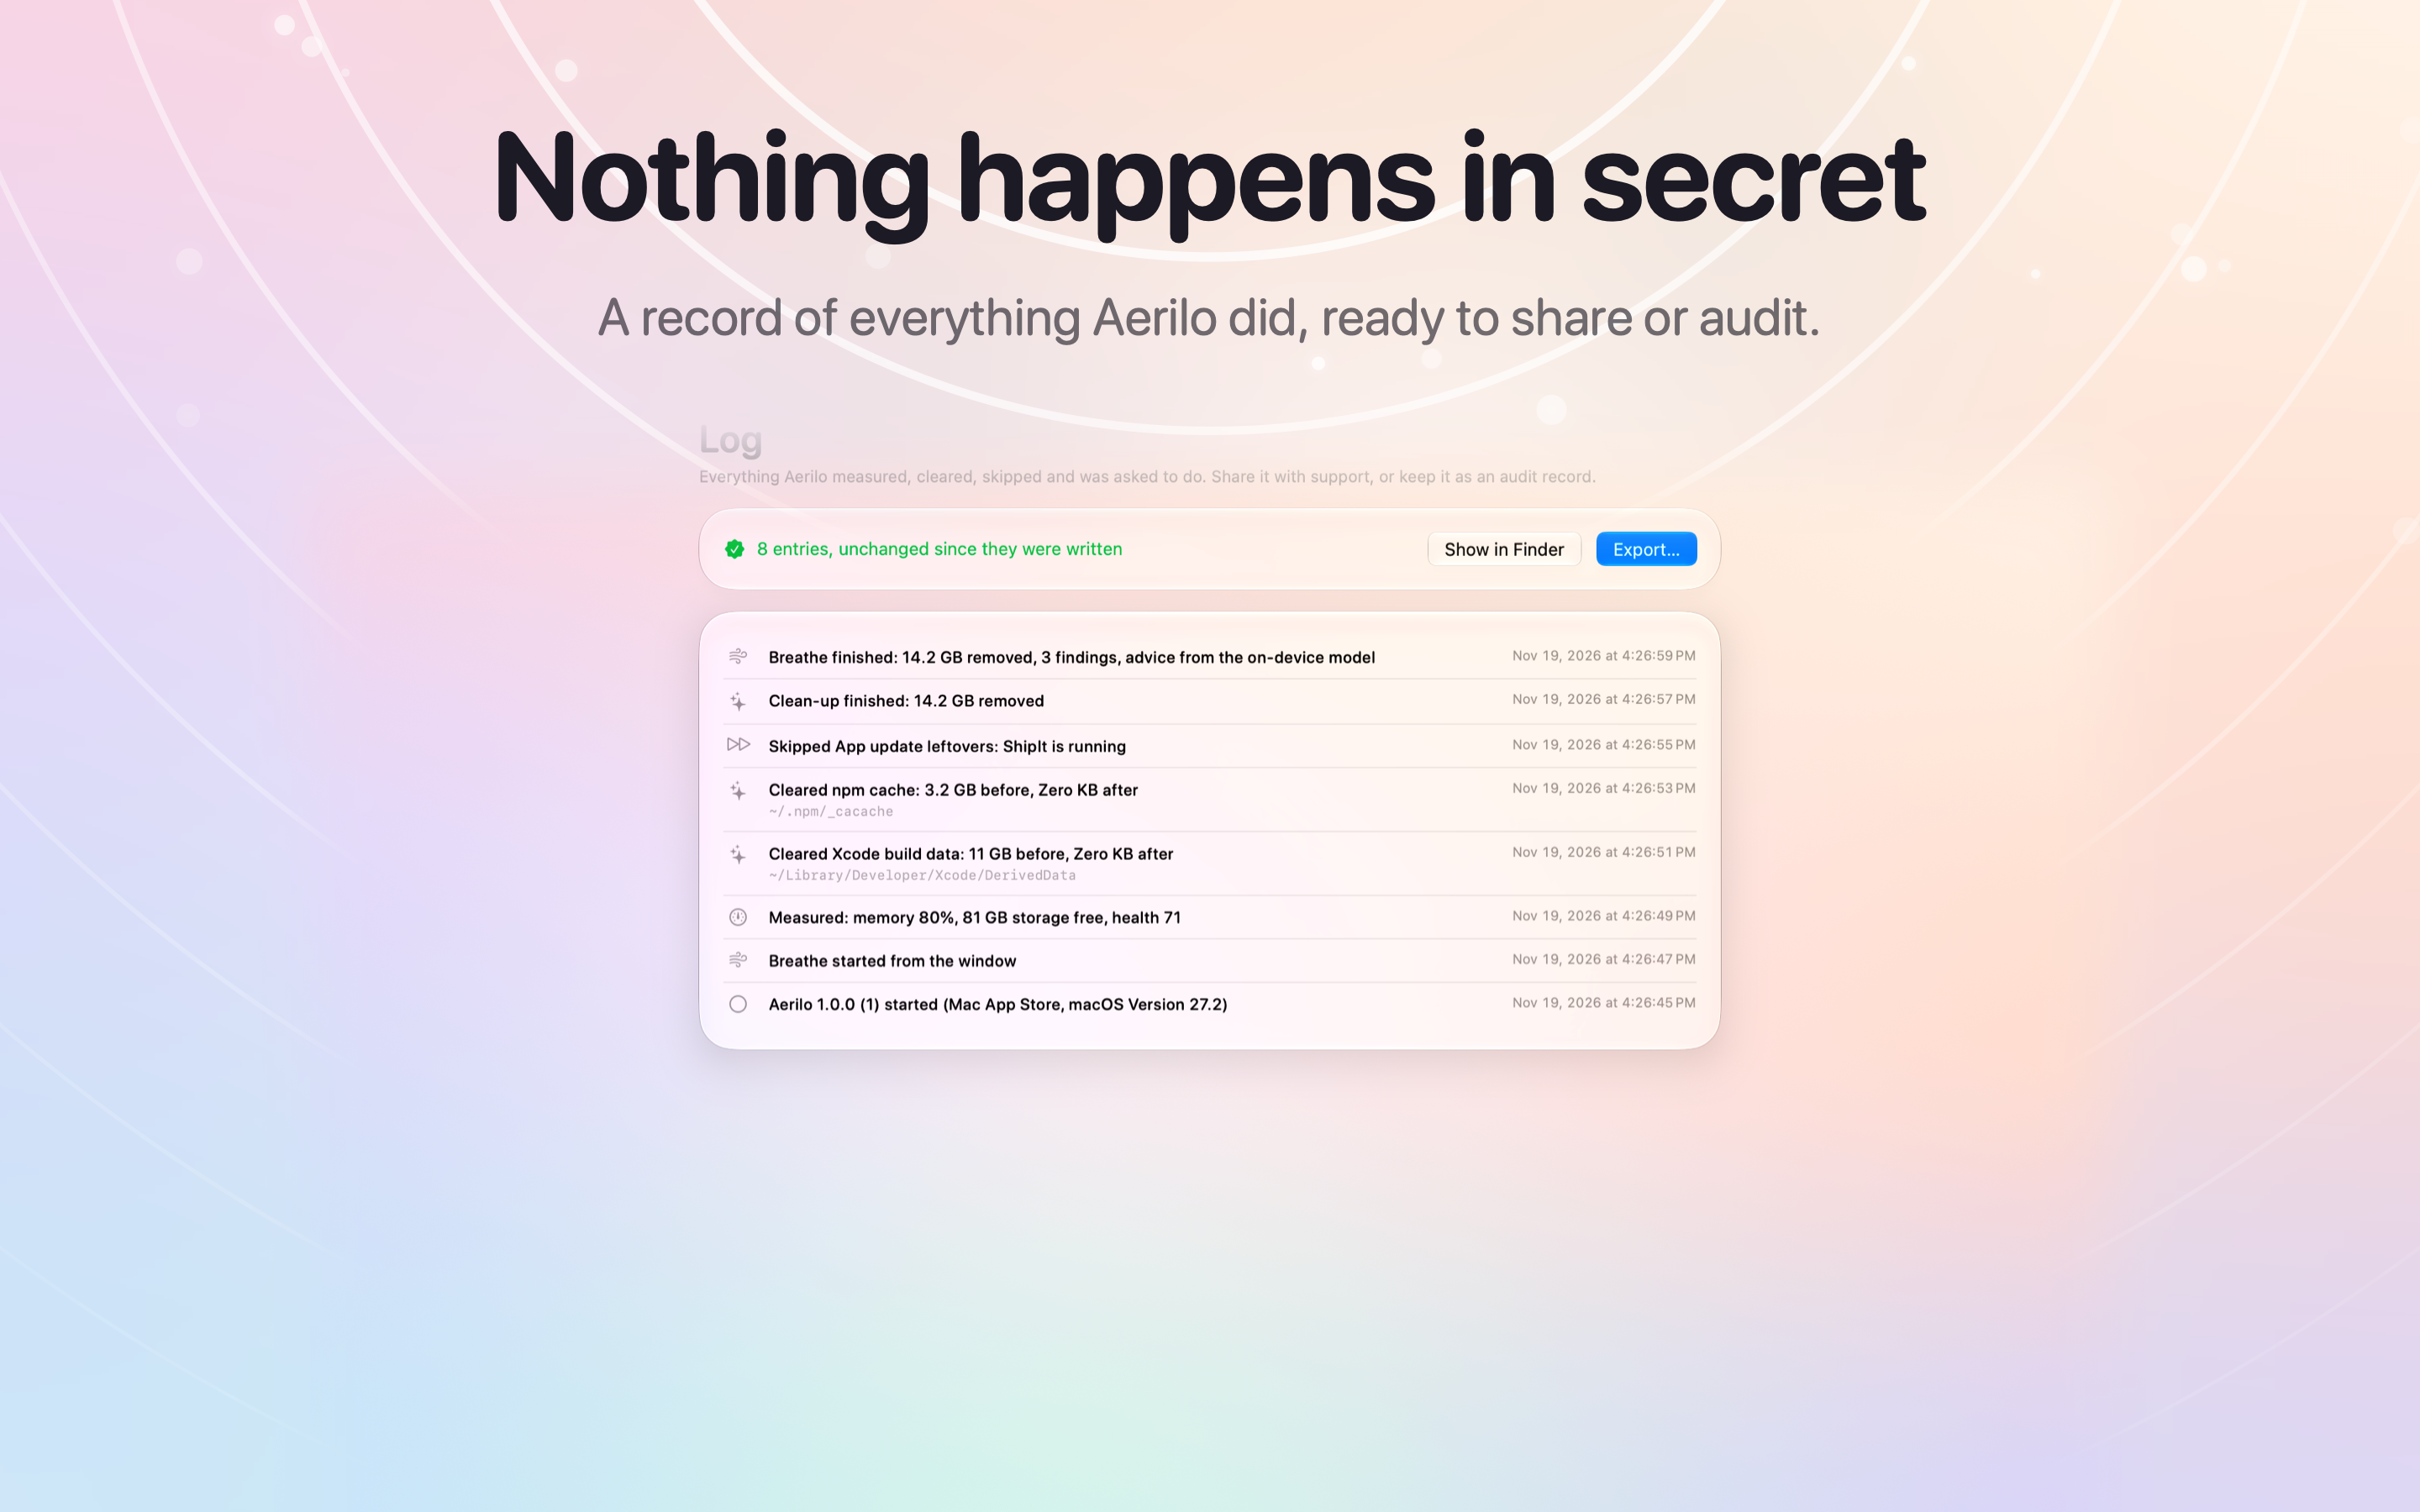 Nothing happens in secret
A record of everything Aerilo did, ready to share or audit.
Log
Everything Aerilo measured, cleared, skipped and was asked to do. Share it with support, or keep it as an audit record.
8 entries, unchanged since they were written
Show in Finder
Export...
Breathe finished: 14.2 GB removed, 3 findings, advice from the on-device model
Nov 19, 2026 at 4:26:59 PM
Clean-up finished: 14.2 GB removed
Nov 19, 2026 at 4:26:57 PM
Skipped App update leftovers: ShipIt is running
Nov 19, 2026 at 4:26:55 PM
Cleared npm cache: 3.2 GB before, Zero KB after
Nov 19, 2026 at 4:26:53 PM
~/.npm/_cacache
Cleared Xcode build data: 11 GB before, Zero KB after
Nov 19, 2026 at 4:26:51 PM
~/Library/Developer/Xcode/DerivedData
Measured: memory 80%, 81 GB storage free, health 71
Nov 19, 2026 at 4:26:49 PM
Breathe started from the window
Nov 19, 2026 at 4:26:47 PM
Aerilo 1.0.0 (1) started (Mac App Store, macOS Version 27.2)
Nov 19, 2026 at 4:26:45 PM